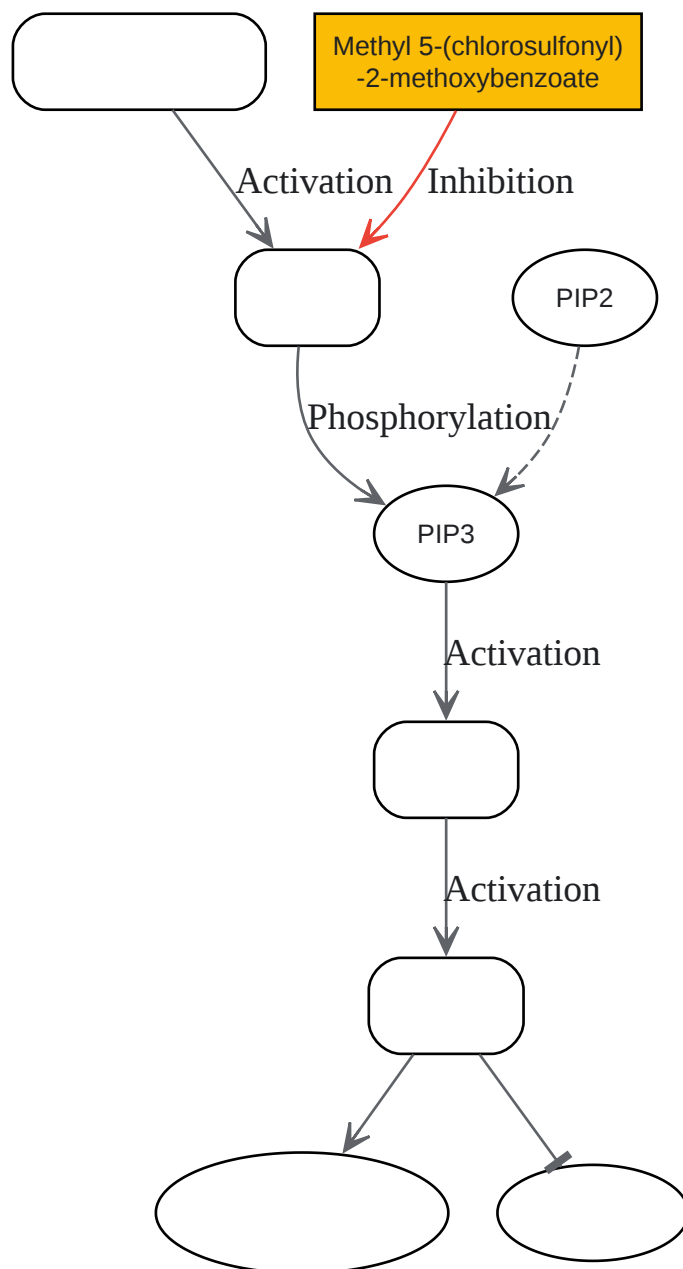 Methyl 5-(chlorosulfonyl)
-2-methoxybenzoate
Activation
Inhibition
PIP2
Phosphorylation
PIP3
Activation
Activation